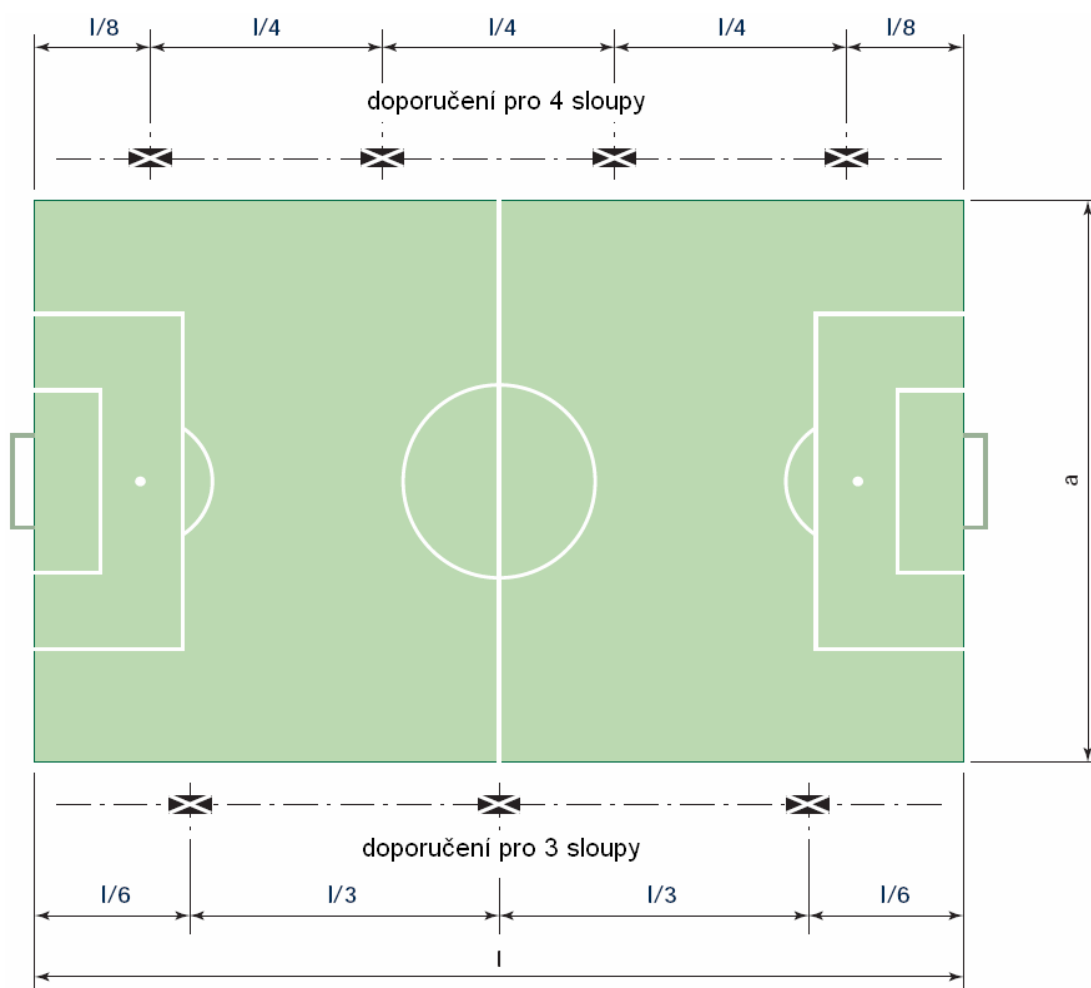 l/8 l/4 l/4 l/4 l/8
doporučení pro 4 sloupy
a
doporučení pro 3 sloupy
l/6 l/3 l/3 l/6
l